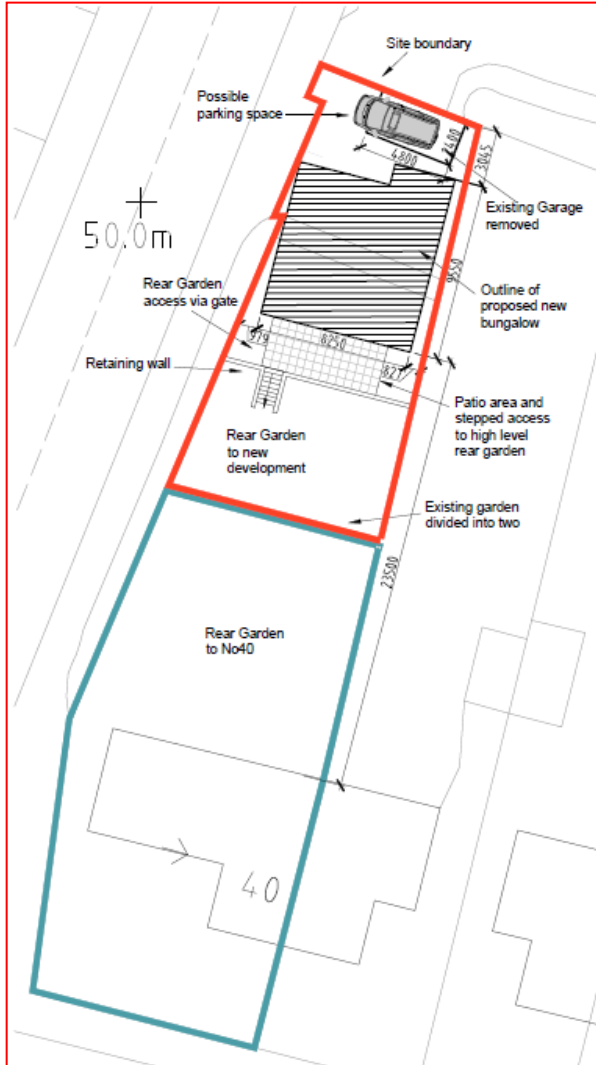 Site boundary
Possible
parking space
4800
2400
3045
Existing Garage
removed
50.0m
9550
Outline of
proposed new
bungalow
Rear Garden
access via gate
979
8250
827
Retaining wall
Patio area and
stepped access
to high level
rear garden
Rear Garden
to new
development
Existing garden
divided into two
23500
Rear Garden
to No40
40